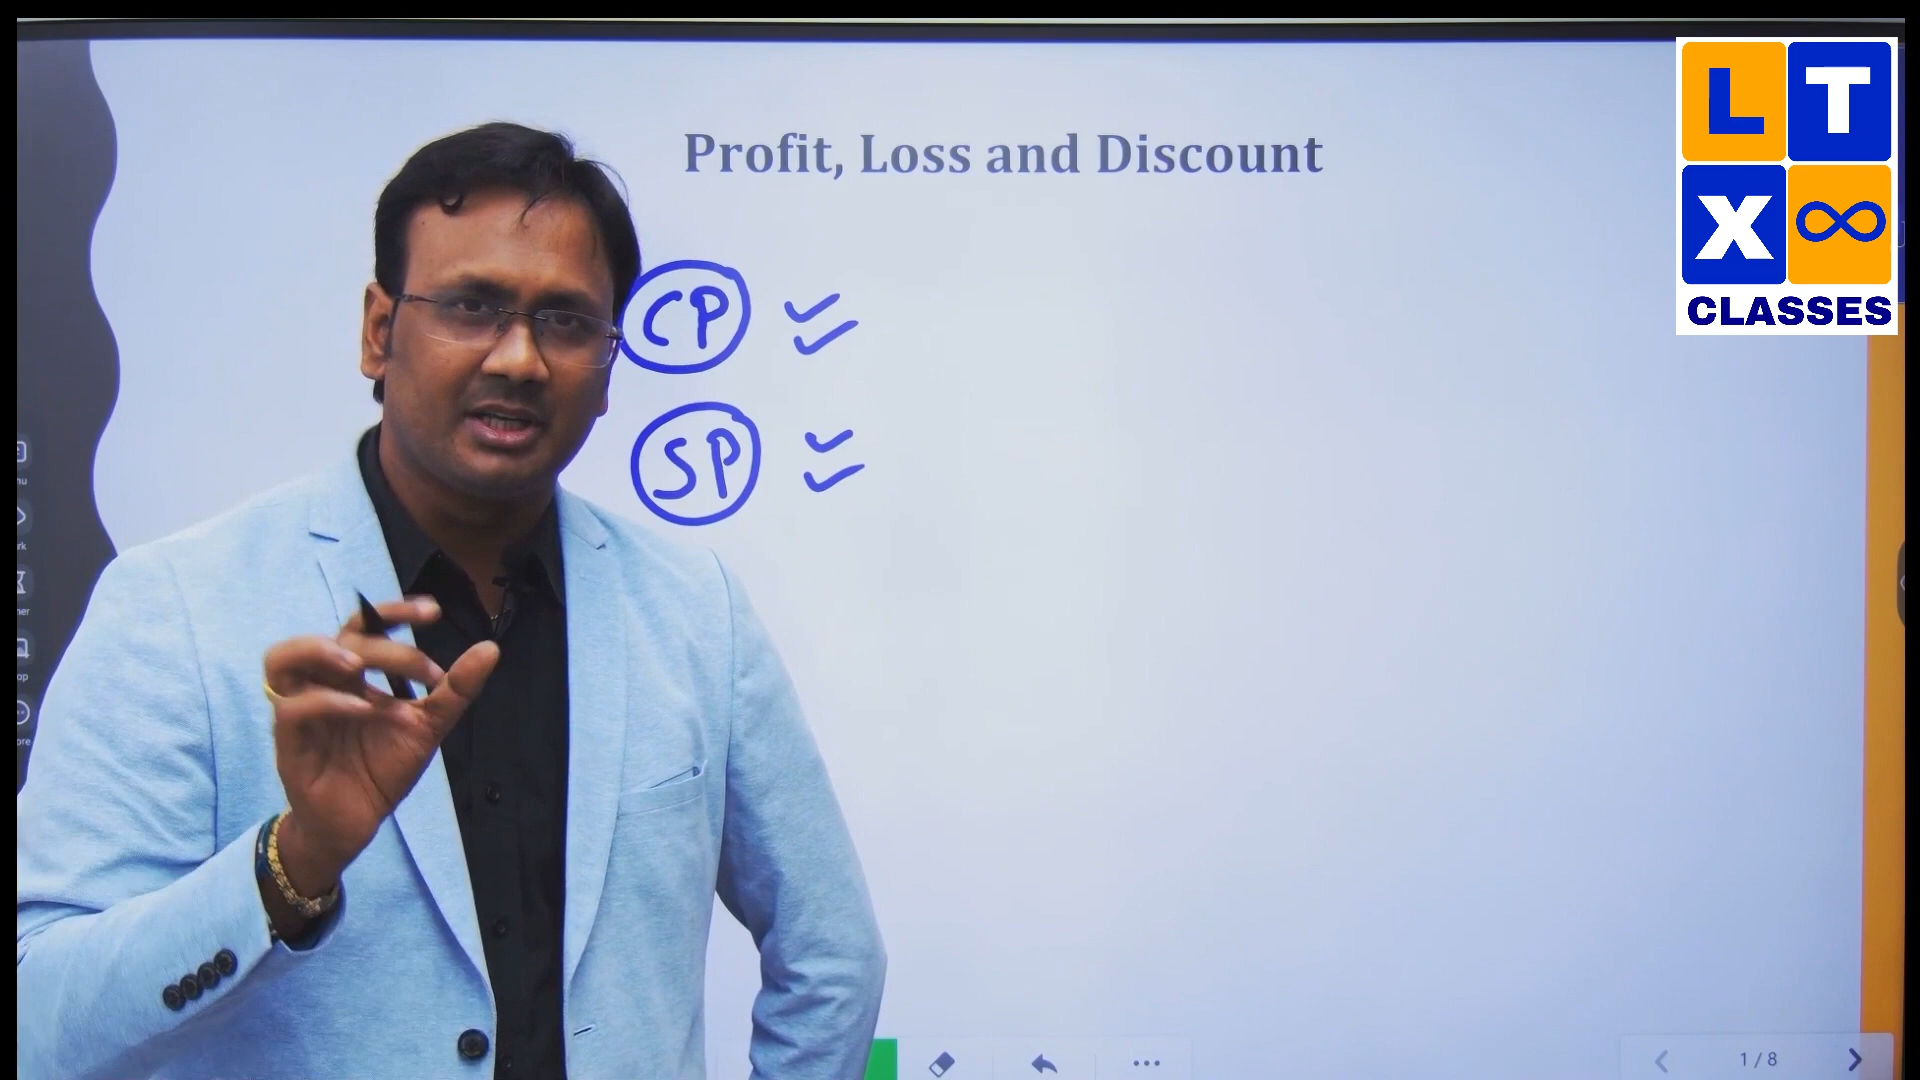 Profit, Loss and Discount
L T
X ∞
CLASSES
CP
SP
1 / 8